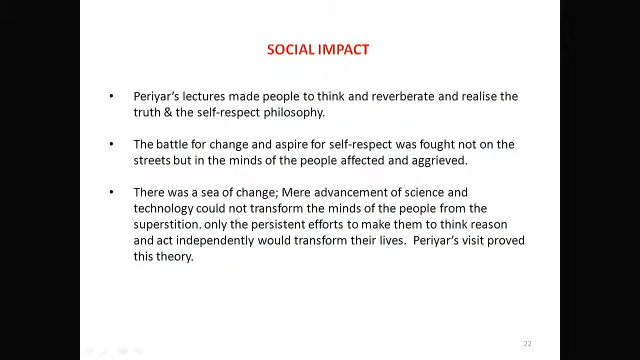 SOCIAL IMPACT
• Periyar's lectures made people to think and reverberate and realise the
truth & the self-respect philosophy.
• The battle for change and aspire for self-respect was fought not on the
streets but in the minds of the people affected and aggrieved.
• There was a sea of change; Mere advancement of science and
technology could not transform the minds of the people from the
superstition. only the persistent efforts to make them to think reason
and act independently would transform their lives. Periyar's visit proved
this theory.
22